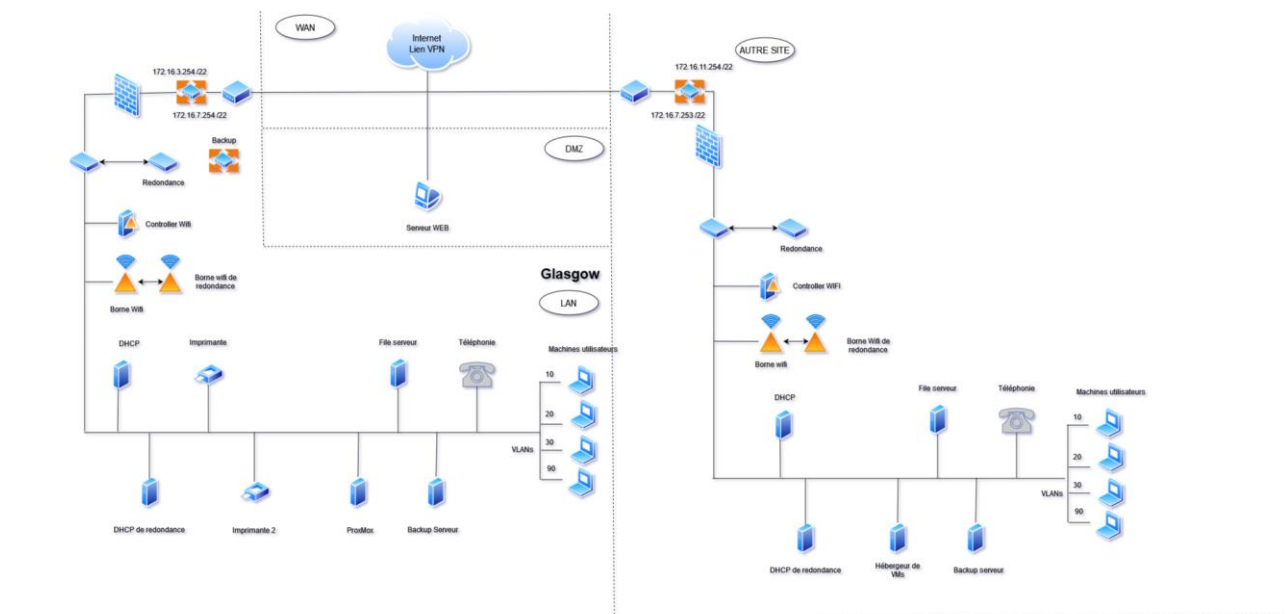 WAN
Internet
Lien VPN
AUTRE SITE
172.16.3.254 /22
172.16.7.254 /22
172.16.11.254 /22
172.16.7.253 /22
Backup
DMZ
Redondance
Serveur WEB
Controller Wifi
Redondance
Glasgow
LAN
Borne wifi de
redondance
Borne Wifi
Controller WIFI
Borne Wifi de
redondance
Borne wifi
DHCP
Imprimante
File serveur
Téléphonie
Machines utilisateurs
10
20
30
90
VLANs
DHCP de redondance
Imprimante 2
ProxMox
Backup Serveur
DHCP
File serveur
Téléphonie
Machines utilisateurs
10
20
30
90
VLANs
DHCP de redondance
Hébergeur de
VMs
Backup serveur